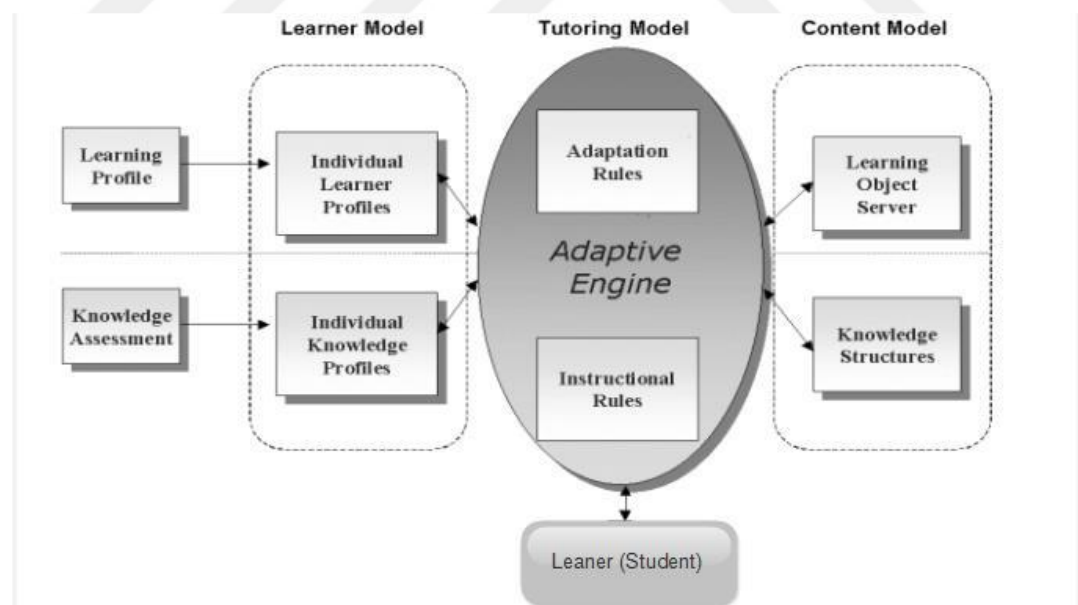 Learner Model
Tutoring Model
Content Model
Learning
Profile
Individual
Learner
Profiles
Adaptation
Rules
Learning
Object
Server
Adaptive
Engine
Knowledge
Assessment
Individual
Knowledge
Profiles
Instructional
Rules
Knowledge
Structures
Leaner (Student)